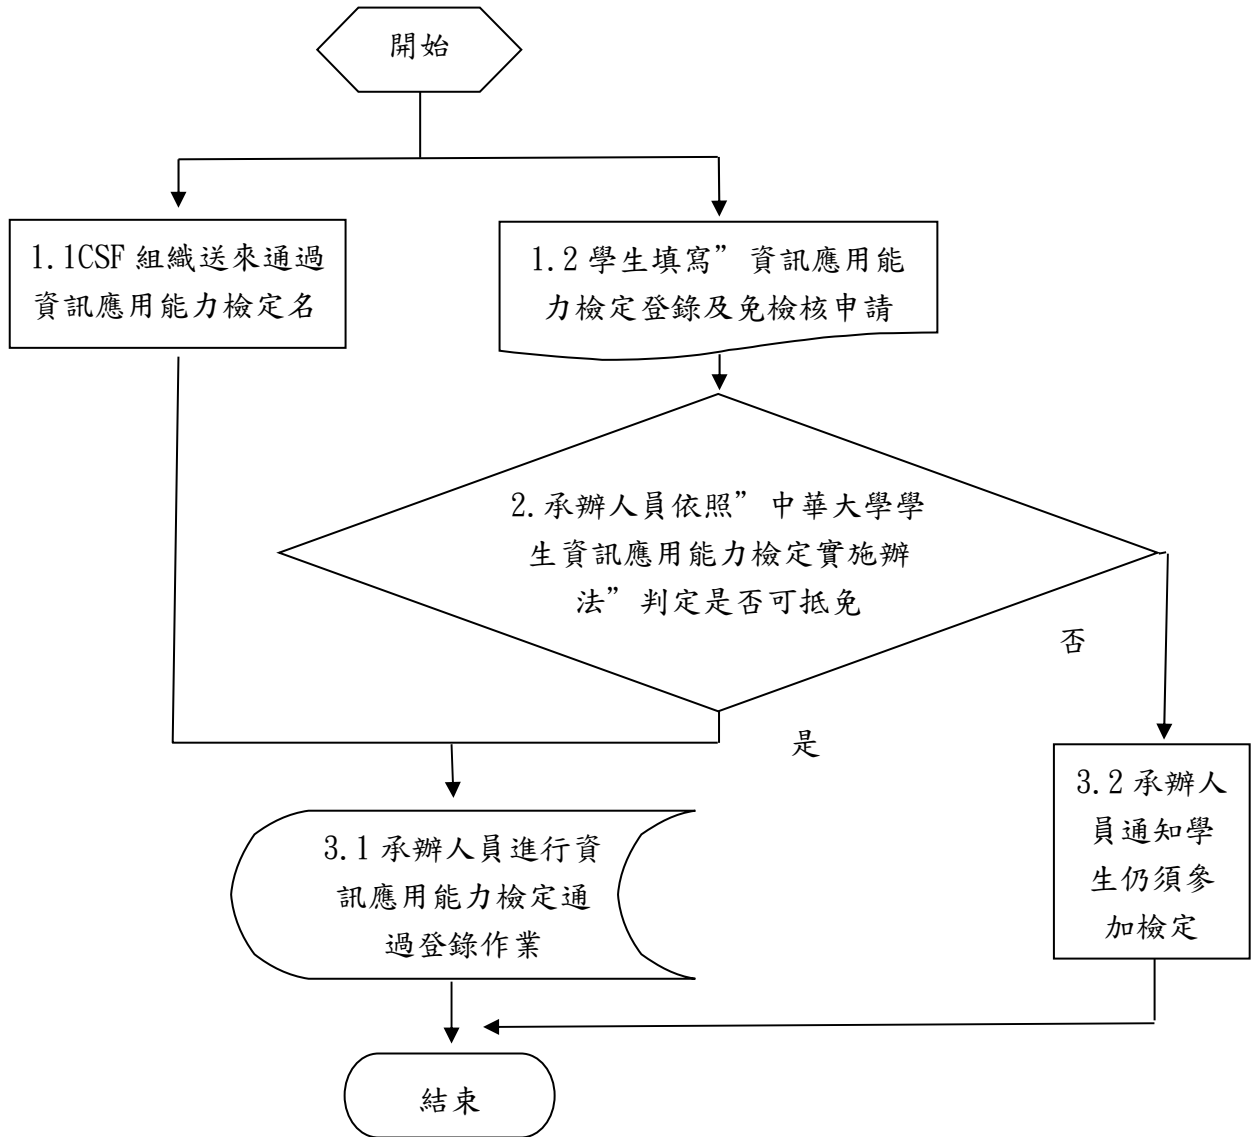 開始
1.1CSF 組織送來通過
資訊應用能力檢定名
1.2 學生填寫”資訊應用能
力檢定登錄及免檢核申請
2.承辦人員依照”中華大學學
生資訊應用能力檢定實施辦
法”判定是否可抵免
否
是
3.1 承辦人員進行資
訊應用能力檢定通
過登錄作業
3.2 承辦人
員通知學
生仍須參
加檢定
結束